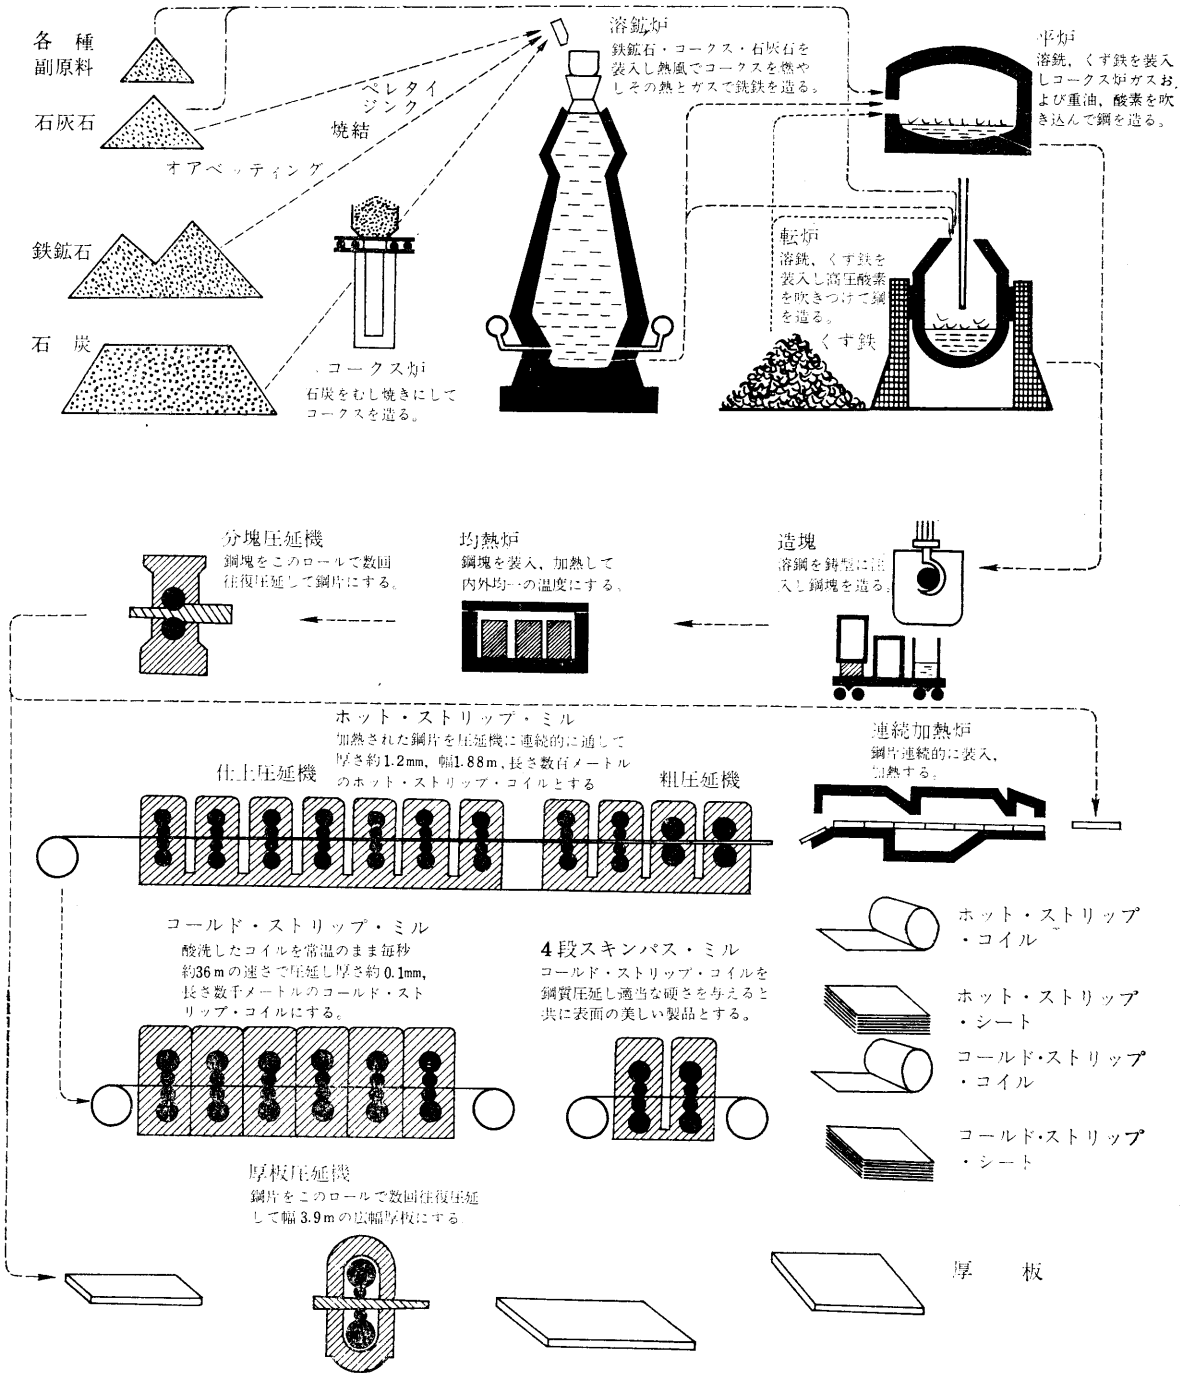 各種
副原料
石灰石
ペレタイ
ジンク
焼結
オアベッティング
鉄鉱石
石炭
コークス炉
石炭をむし焼きにして
コークスを造る。
溶鉱炉
鉄鉱石・コークス・石灰石を
装入し熱風でコークスを燃や
しその熱とガスで銑鉄を造る。
平炉
溶銑、くず鉄を装入
しコークス炉ガスお
よび重油、酸素を吹
き込んで鋼を造る。
転炉
溶銑、くず鉄を
装入し高圧酸素
を吹きつけて鋼
を造る。
くず鉄
分塊圧延機
鋼塊をこのロールで数回
往復圧延して鋼片にする。
均熱炉
鋼塊を装入、加熱して
内外均一の温度にする。
造塊
溶鋼を鋳型に注
入し鋼塊を造る。
ホット・ストリップ・ミル
加熱された鋼片を圧延機に連続的に通して
厚さ約1.2mm、幅1.88m、長さ数百メートル
のホット・ストリップ・コイルとする
仕上圧延機
粗圧延機
連続加熱炉
鋼片連続的に装入、
加熱する。
コールド・ストリップ・ミル
酸洗したコイルを常温のまま毎秒
約36mの速さで圧延し厚さ約0.1mm、
長さ数千メートルのコールド・スト
リップ・コイルにする。
4段スキンパス・ミル
コールド・ストリップ・コイルを
鋼質圧延し適当な硬さを与えると
共に表面の美しい製品とする。
ホット・ストリップ
・コイル
ホット・ストリップ
・シート
コールド・ストリップ
・コイル
コールド・ストリップ
・シート
厚板圧延機
鋼片をこのロールで数回往復圧延
して幅3.9mの広幅厚板にする
厚板